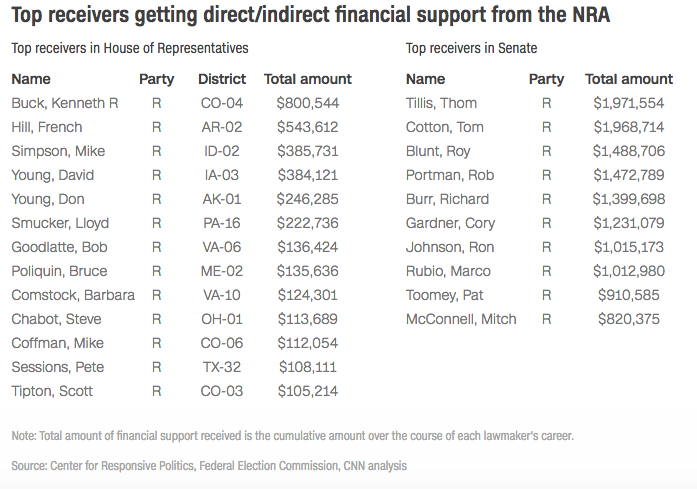 Top receivers getting direct/indirect financial support from the NRA
Top receivers in House of Representatives
Name Party District Total amount
Buck, Kenneth R R CO-04 $800,544
Hill, French R AR-02 $543,612
Simpson, Mike R ID-02 $385,731
Young, David R IA-03 $384,121
Young, Don R AK-01 $246,285
Smucker, Lloyd R PA-16 $222,736
Goodlatte, Bob R VA-06 $136,424
Poliquin, Bruce R ME-02 $135,636
Comstock, Barbara R VA-10 $124,301
Chabot, Steve R OH-01 $113,689
Coffman, Mike R CO-06 $112,054
Sessions, Pete R TX-32 $108,111
Tipton, Scott R CO-03 $105,214
Top receivers in Senate
Name Party Total amount
Tillis, Thom R $1,971,554
Cotton, Tom R $1,968,714
Blunt, Roy R $1,488,706
Portman, Rob R $1,472,789
Burr, Richard R $1,399,698
Gardner, Cory R $1,231,079
Johnson, Ron R $1,015,173
Rubio, Marco R $1,012,980
Toomey, Pat R $910,585
McConnell, Mitch R $820,375
Note: Total amount of financial support received is the cumulative amount over the course of each lawmaker's career.
Source: Center for Responsive Politics, Federal Election Commission, CNN analysis